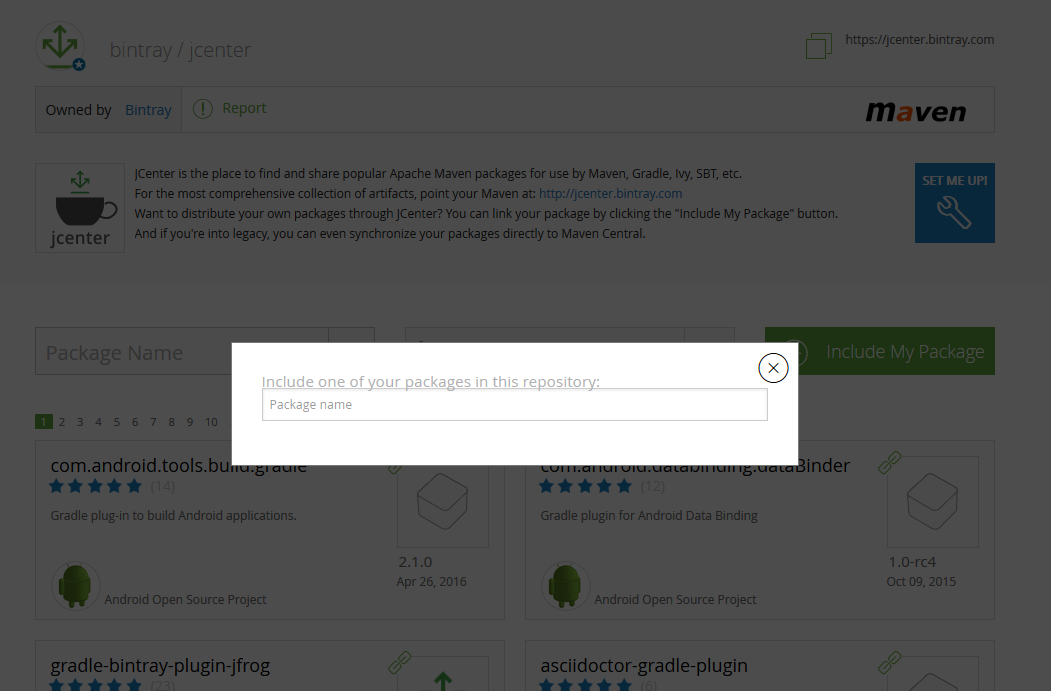 bintray / jcenter
https://jcenter.bintray.com
Owned by Bintray
Report
maven
jcenter
JCenter is the place to find and share popular Apache Maven packages for use by Maven, Gradle, Ivy, SBT, etc.
For the most comprehensive collection of artifacts, point your Maven at: http://jcenter.bintray.com
Want to distribute your own packages through JCenter? You can link your package by clicking the "Include My Package" button.
And if you're into legacy, you can even synchronize your packages directly to Maven Central.
SET ME UP!
Package Name
Include My Package
Include one of your packages in this repository:
Package name
1 2 3 4 5 6 7 8 9 10
com.android.tools.build.gradle
(14)
Gradle plug-in to build Android applications.
2.1.0
Apr 26, 2016
Android Open Source Project
com.android.databinding.dataBinder
(12)
Gradle plugin for Android Data Binding
1.0-rc4
Oct 09, 2015
Android Open Source Project
gradle-bintray-plugin-jfrog
(23)
asciidoctor-gradle-plugin
(6)